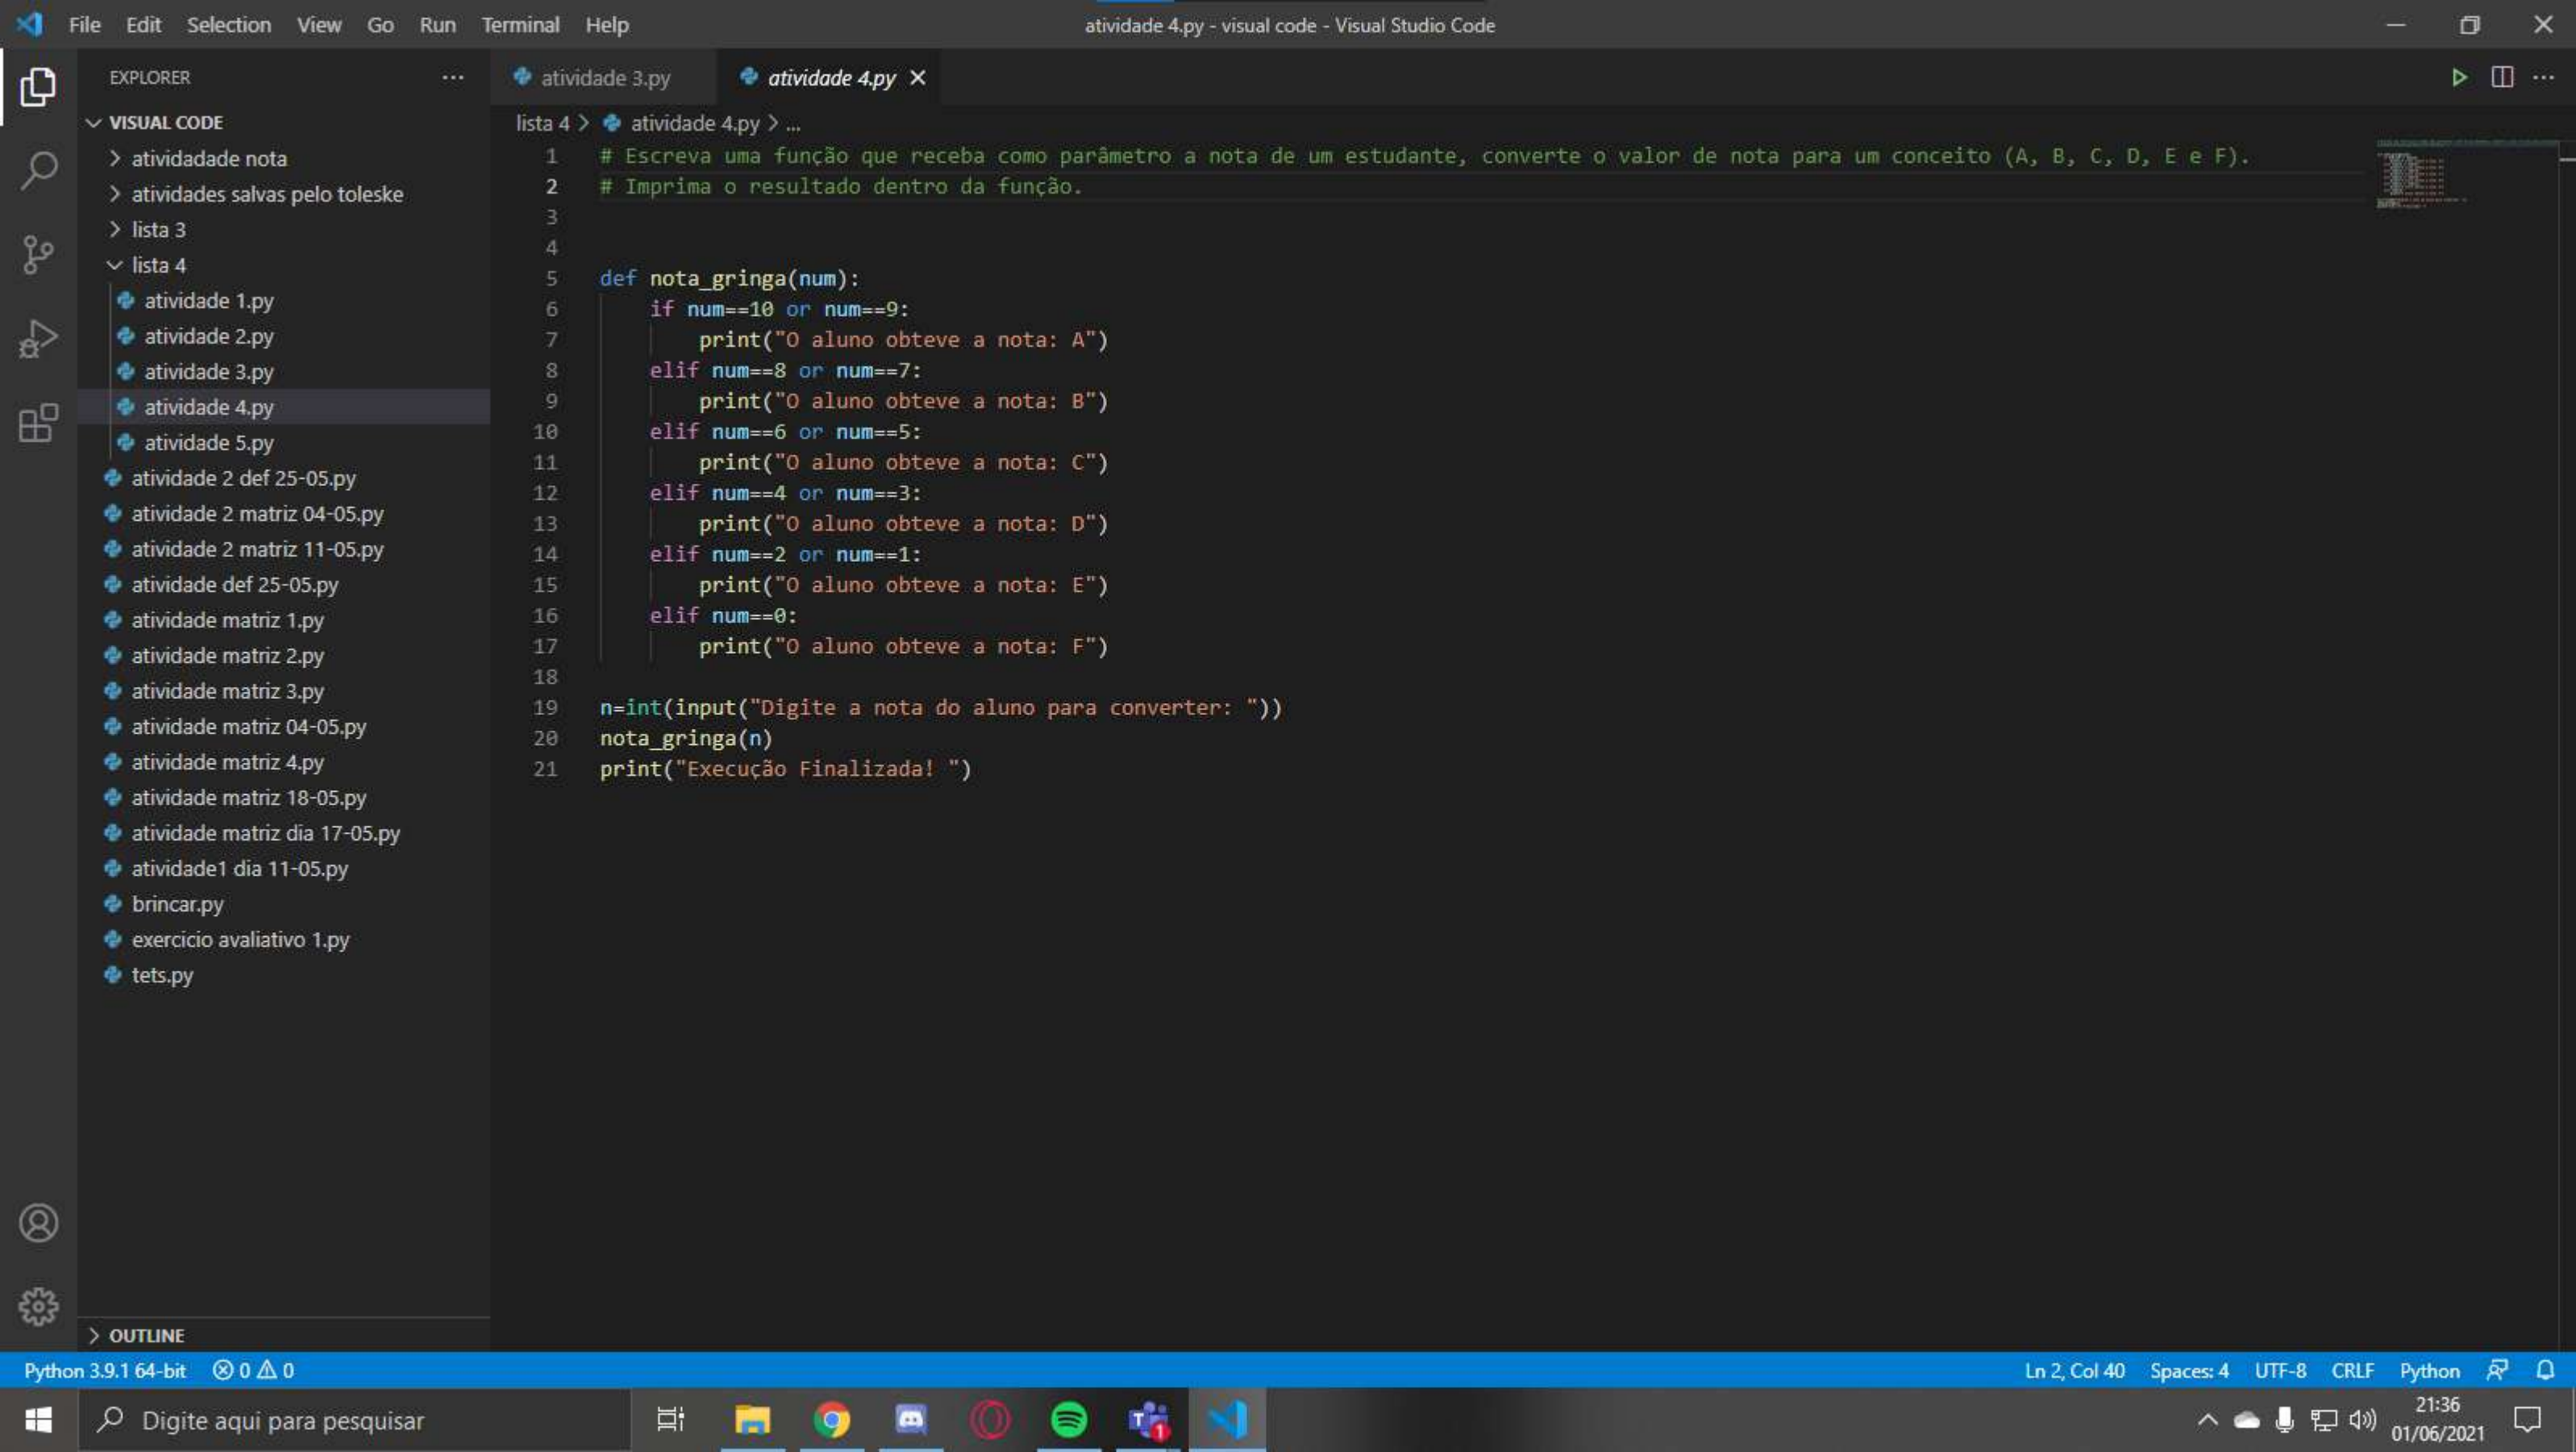 File Edit Selection View Go Run Terminal Help
atividade 4.py - visual code - Visual Studio Code
EXPLORER
VISUAL CODE
atividadade nota
atividades salvas pelo toleske
lista 3
lista 4
atividade 1.py
atividade 2.py
atividade 3.py
atividade 4.py
atividade 5.py
atividade 2 def 25-05.py
atividade 2 matriz 04-05.py
atividade 2 matriz 11-05.py
atividade def 25-05.py
atividade matriz 1.py
atividade matriz 2.py
atividade matriz 3.py
atividade matriz 04-05.py
atividade matriz 4.py
atividade matriz 18-05.py
atividade matriz dia 17-05.py
atividade1 dia 11-05.py
brincar.py
exercicio avaliativo 1.py
tets.py
OUTLINE
atividade 3.py
atividade 4.py
lista 4 > atividade 4.py > ...
1 # Escreva uma função que receba como parâmetro a nota de um estudante, converte o valor de nota para um conceito (A, B, C, D, E e F).
2 # Imprima o resultado dentro da função.
3
4
5 def nota_gringa(num):
6     if num==10 or num==9:
7         print("O aluno obteve a nota: A")
8     elif num==8 or num==7:
9         print("O aluno obteve a nota: B")
10     elif num==6 or num==5:
11         print("O aluno obteve a nota: C")
12     elif num==4 or num==3:
13         print("O aluno obteve a nota: D")
14     elif num==2 or num==1:
15         print("O aluno obteve a nota: E")
16     elif num==0:
17         print("O aluno obteve a nota: F")
18
19 n=int(input("Digite a nota do aluno para converter: "))
20 nota_gringa(n)
21 print("Execução Finalizada! ")
Python 3.9.1 64-bit 0 0
Ln 2, Col 40 Spaces: 4 UTF-8 CRLF Python
Digite aqui para pesquisar
T
1
21:36
01/06/2021